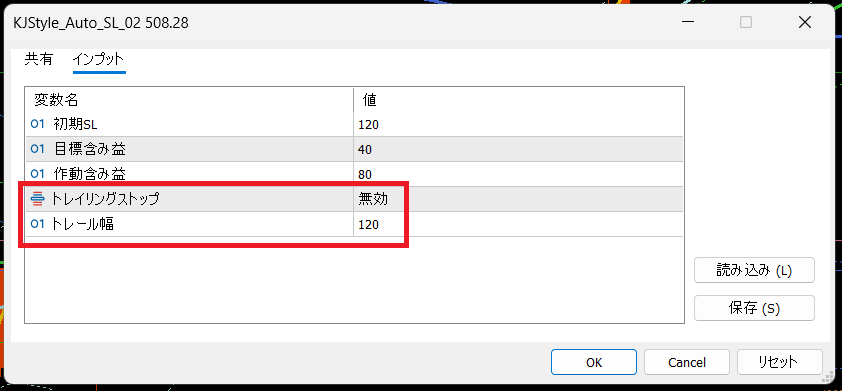 KJStyle_Auto_SL_02 508.28
共有 インプット
変数名 値
01 初期SL 120
01 目標含み益 40
01 作動含み益 80
トレイリングストップ 無効
01 トレール幅 120
読み込み (L)
保存 (S)
OK Cancel リセット